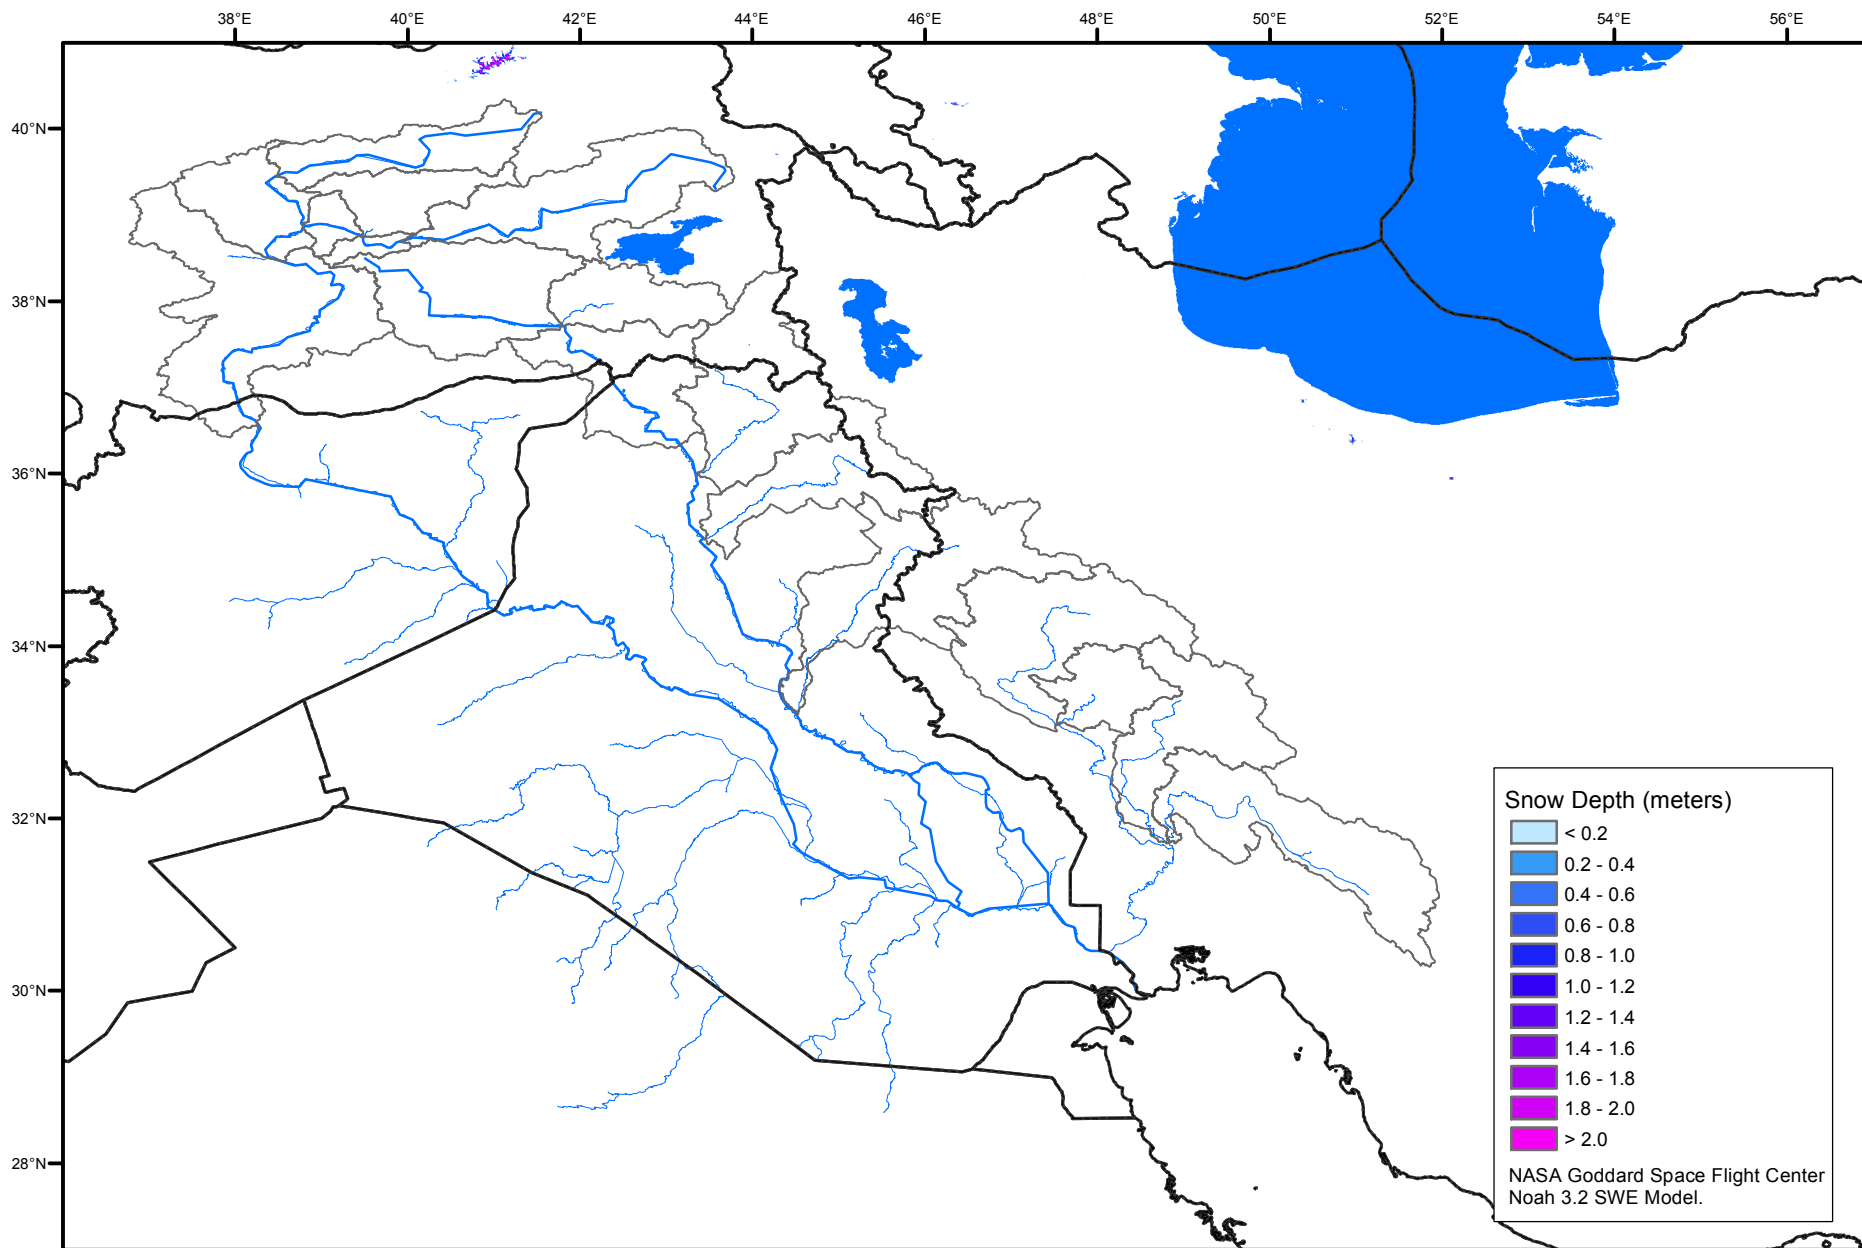 38°E 40°E 42°E 44°E 46°E 48°E 50°E 52°E 54°E 56°E
40°N
38°N
36°N
34°N
32°N
30°N
28°N
Snow Depth (meters)
< 0.2
0.2 - 0.4
0.4 - 0.6
0.6 - 0.8
0.8 - 1.0
1.0 - 1.2
1.2 - 1.4
1.4 - 1.6
1.6 - 1.8
1.8 - 2.0
> 2.0
NASA Goddard Space Flight Center
Noah 3.2 SWE Model.